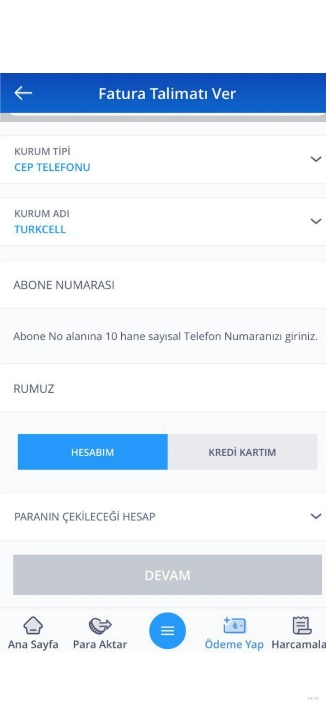 Fatura Talimatı Ver
KURUM TİPİ
CEP TELEFONU
KURUM ADI
TURKCELL
ABONE NUMARASI
Abone No alanına 10 hane sayısal Telefon Numaranızı giriniz.
RUMUZ
HESABIM KREDİ KARTIM
PARANIN ÇEKİLECEĞİ HESAP
DEVAM
Ana Sayfa Para Aktar Ödeme Yap Harcamala